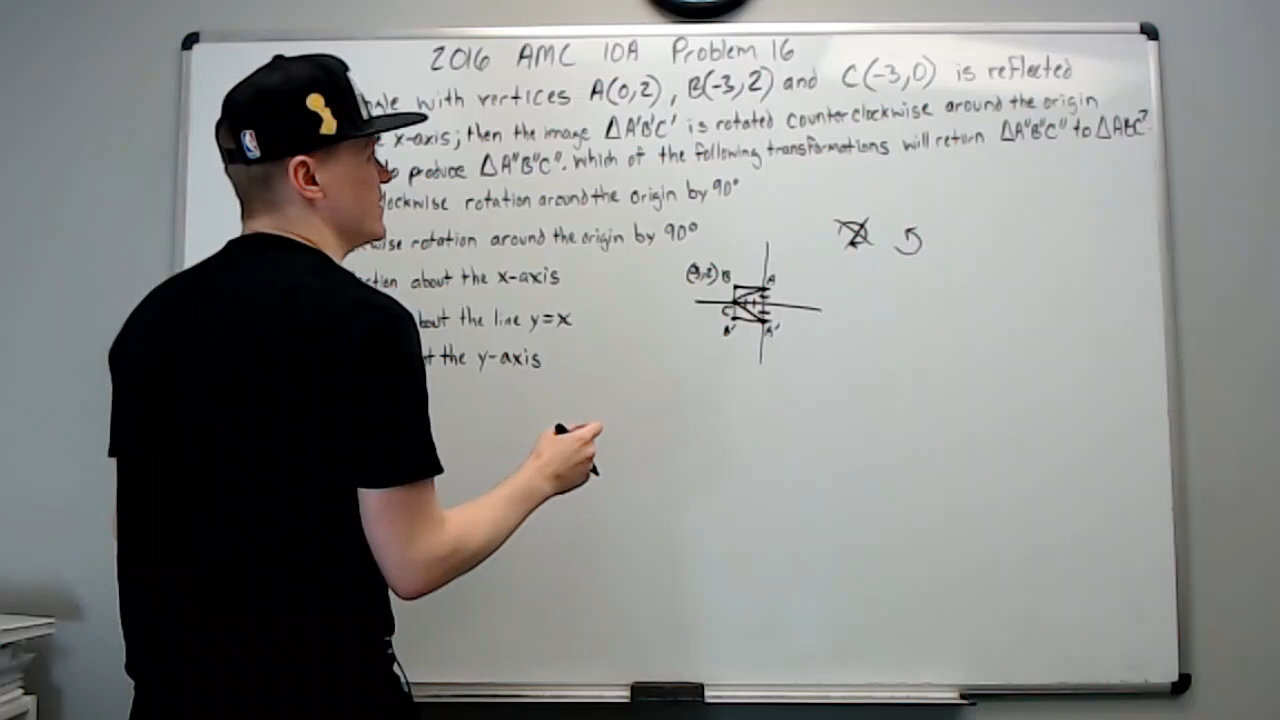 2016 AMC 10A Problem 16
ngle with vertices A(0,2), B(-3,2) and C(-3,0) is reflected
x-axis; then the image ΔA'B'C' is rotated counterclockwise around the origin
to produce ΔA"B"C". Which of the following transformations will return ΔA"B"C" to ΔABC?
lockwise rotation around the origin by 90°
wise rotation around the origin by 90°
ction about the x-axis
bout the line y=x
t the y-axis
B A
C
B' A'
NBA